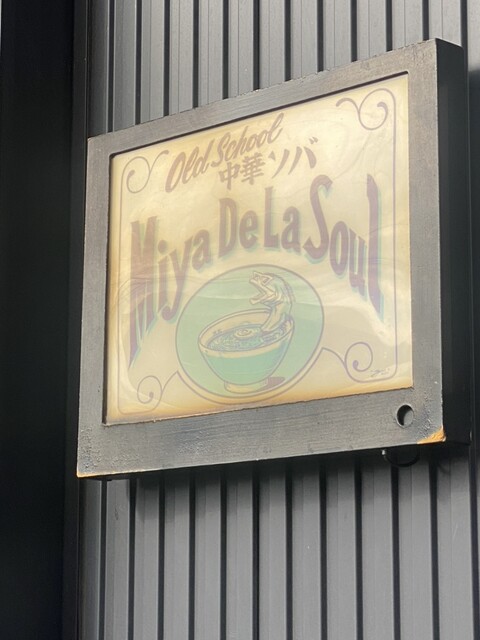 Old School
中華ソバ
Miya De La Soul